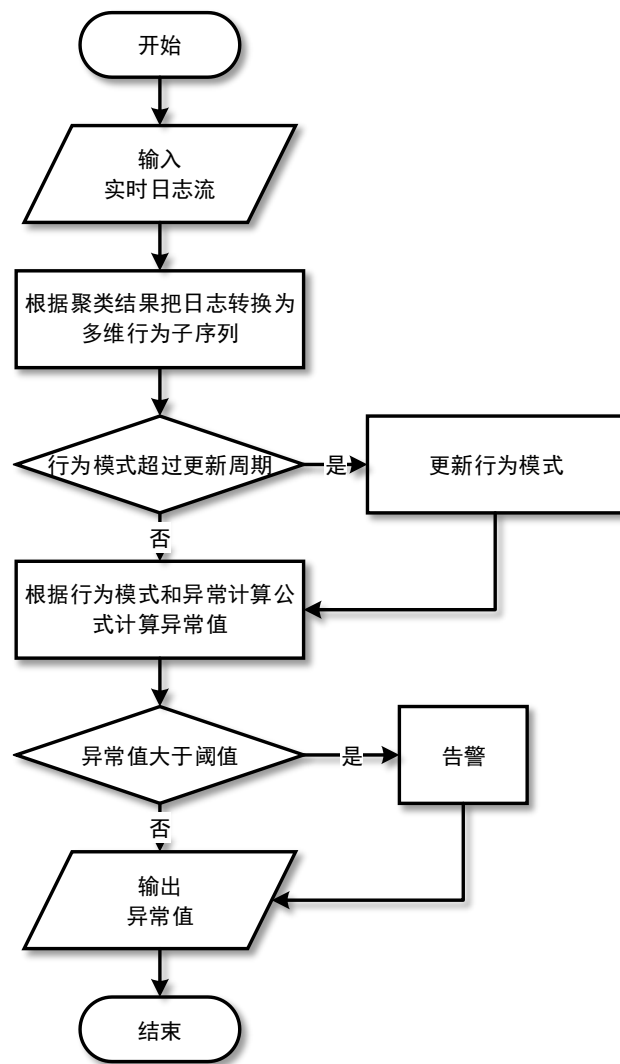 开始
输入
实时日志流
根据聚类结果把日志转换为
多维行为子序列
行为模式超过更新周期
是
更新行为模式
否
根据行为模式和异常计算公
式计算异常值
异常值大于阈值
是
告警
否
输出
异常值
结束